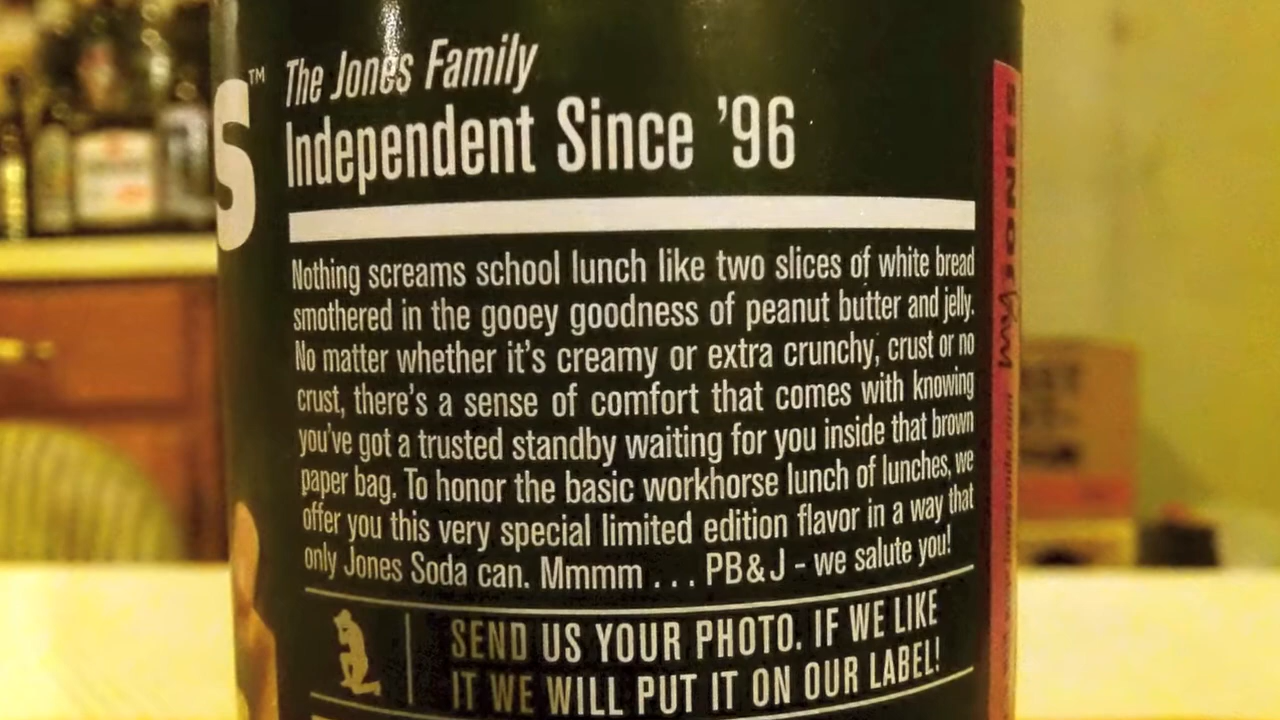 S™
The Jones Family
Independent Since '96
Nothing screams school lunch like two slices of white bread
smothered in the gooey goodness of peanut butter and jelly.
No matter whether it's creamy or extra crunchy, crust or no
crust, there's a sense of comfort that comes with knowing
you've got a trusted standby waiting for you inside that brown
paper bag. To honor the basic workhorse lunch of lunches, we
offer you this very special limited edition flavor in a way that
only Jones Soda can. Mmmm . . . PB&J - we salute you!
SEND US YOUR PHOTO. IF WE LIKE
IT WE WILL PUT IT ON OUR LABEL!